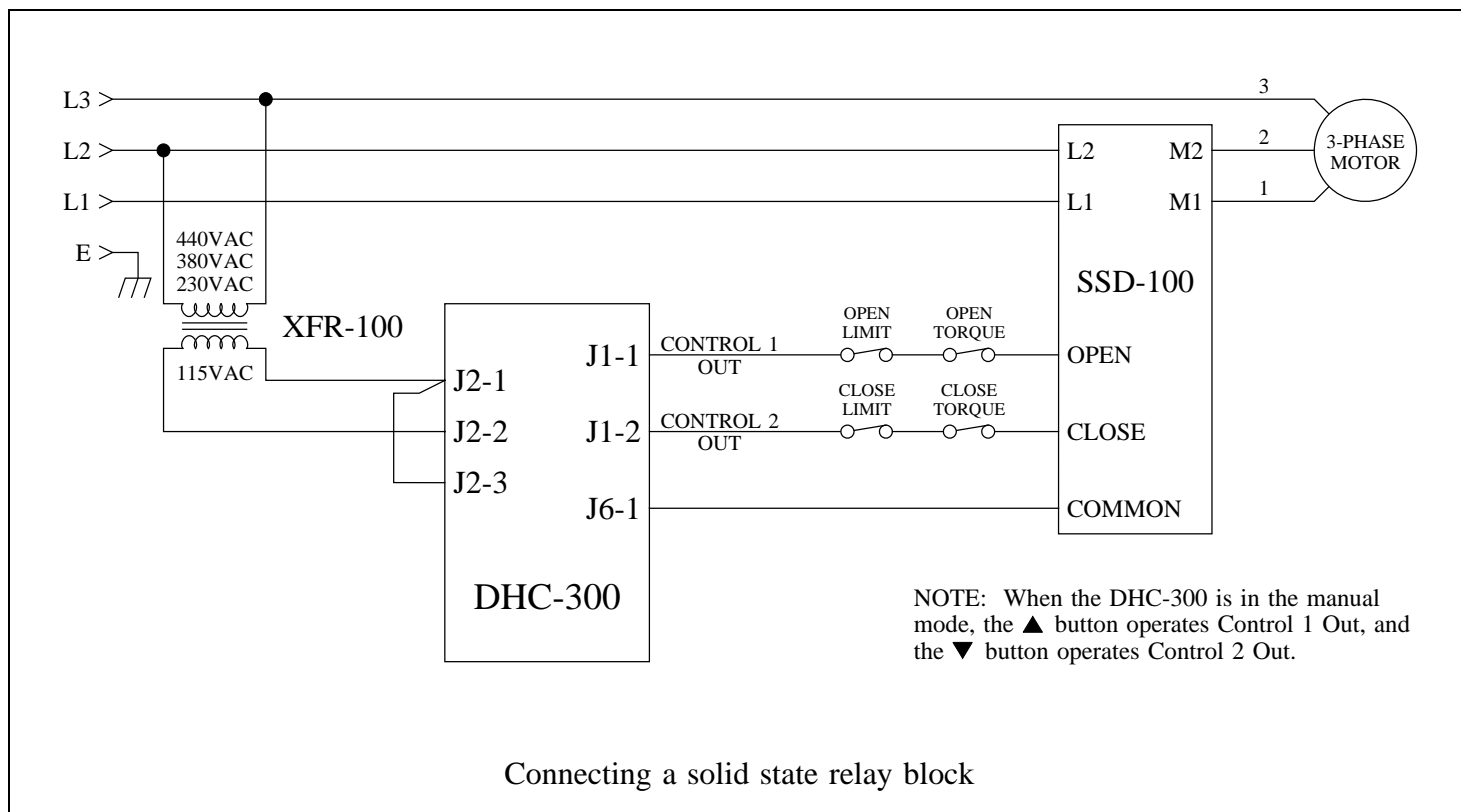 L3
3
L2
L2
M2
2
3-PHASE
MOTOR
L1
L1
M1
1
E
440VAC
380VAC
230VAC
SSD-100
XFR-100
115VAC
J2-1
J2-2
J2-3
J1-1
J1-2
J6-1
DHC-300
CONTROL 1
OUT
OPEN
LIMIT
OPEN
TORQUE
OPEN
CONTROL 2
OUT
CLOSE
LIMIT
CLOSE
TORQUE
CLOSE
COMMON
NOTE: When the DHC-300 is in the manual
mode, the ▲ button operates Control 1 Out, and
the ▼ button operates Control 2 Out.
Connecting a solid state relay block